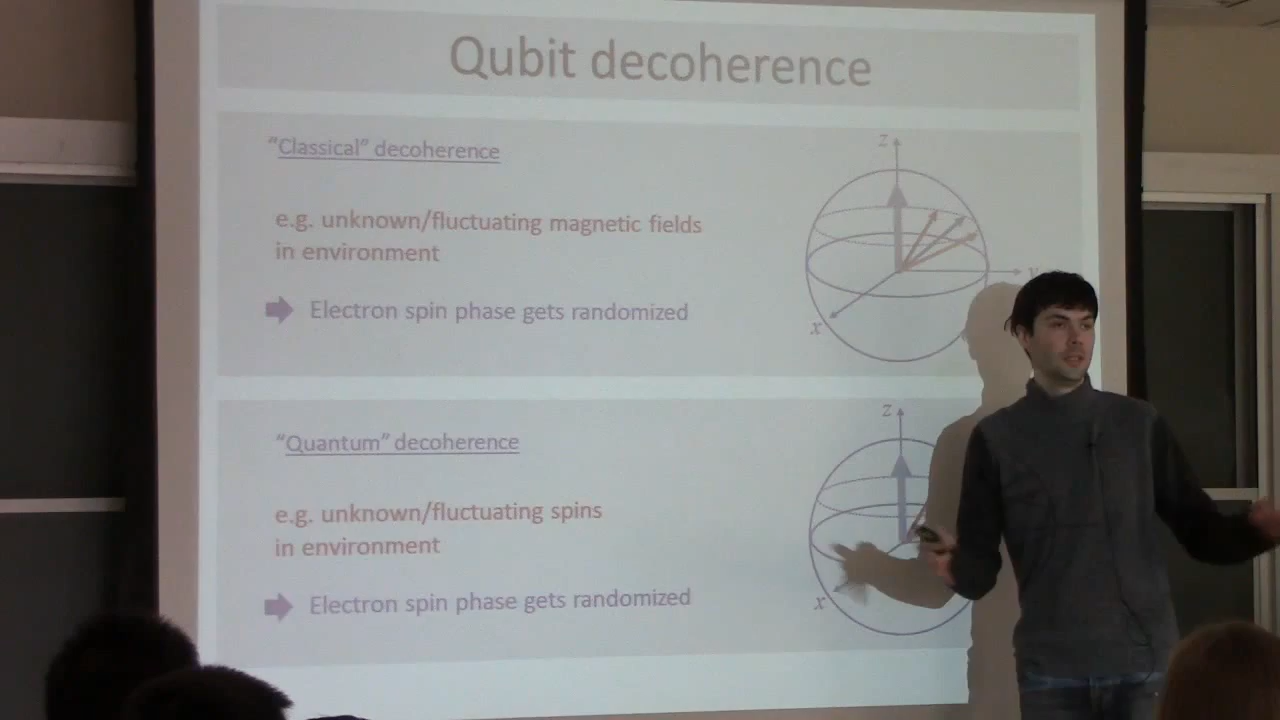 Qubit decoherence
“Classical” decoherence
e.g. unknown/fluctuating magnetic fields
in environment
Electron spin phase gets randomized
z
y
x
“Quantum” decoherence
e.g. unknown/fluctuating spins
in environment
Electron spin phase gets randomized
z
x